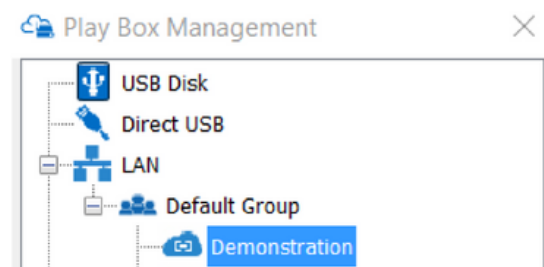 Play Box Management
USB Disk
Direct USB
LAN
Default Group
Demonstration